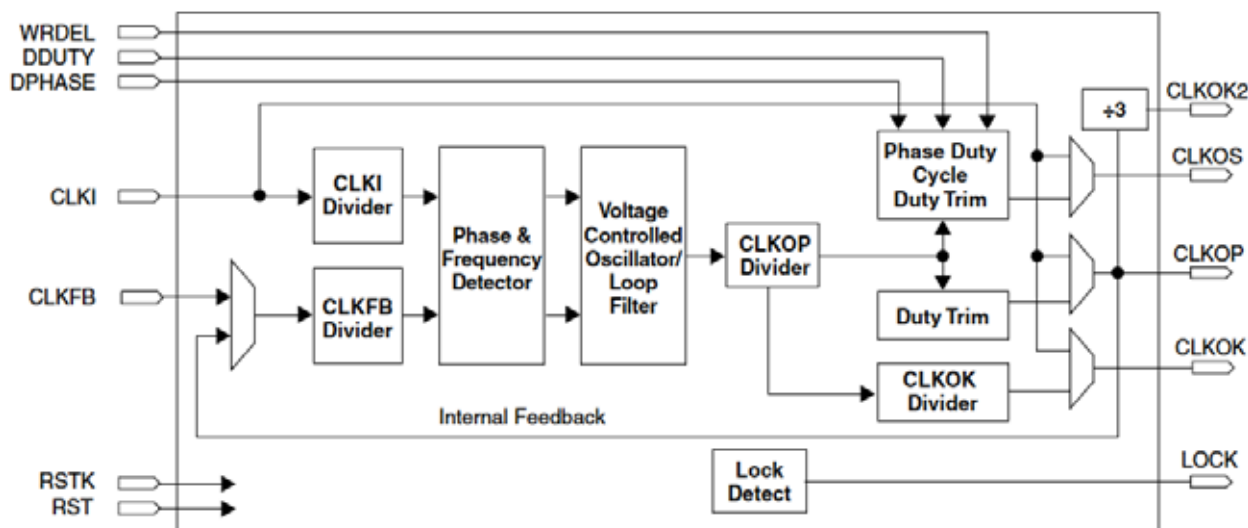 WRDEL
DDUTY
DPHASE
CLKI
CLKFB
RSTK
RST
CLKI
Divider
CLKFB
Divider
Phase &
Frequency
Detector
Voltage
Controlled
Oscillator/
Loop
Filter
CLKOP
Divider
Phase Duty
Cycle
Duty Trim
Duty Trim
CLKOK
Divider
Internal Feedback
Lock
Detect
÷3
CLKOK2
CLKOS
CLKOP
CLKOK
LOCK